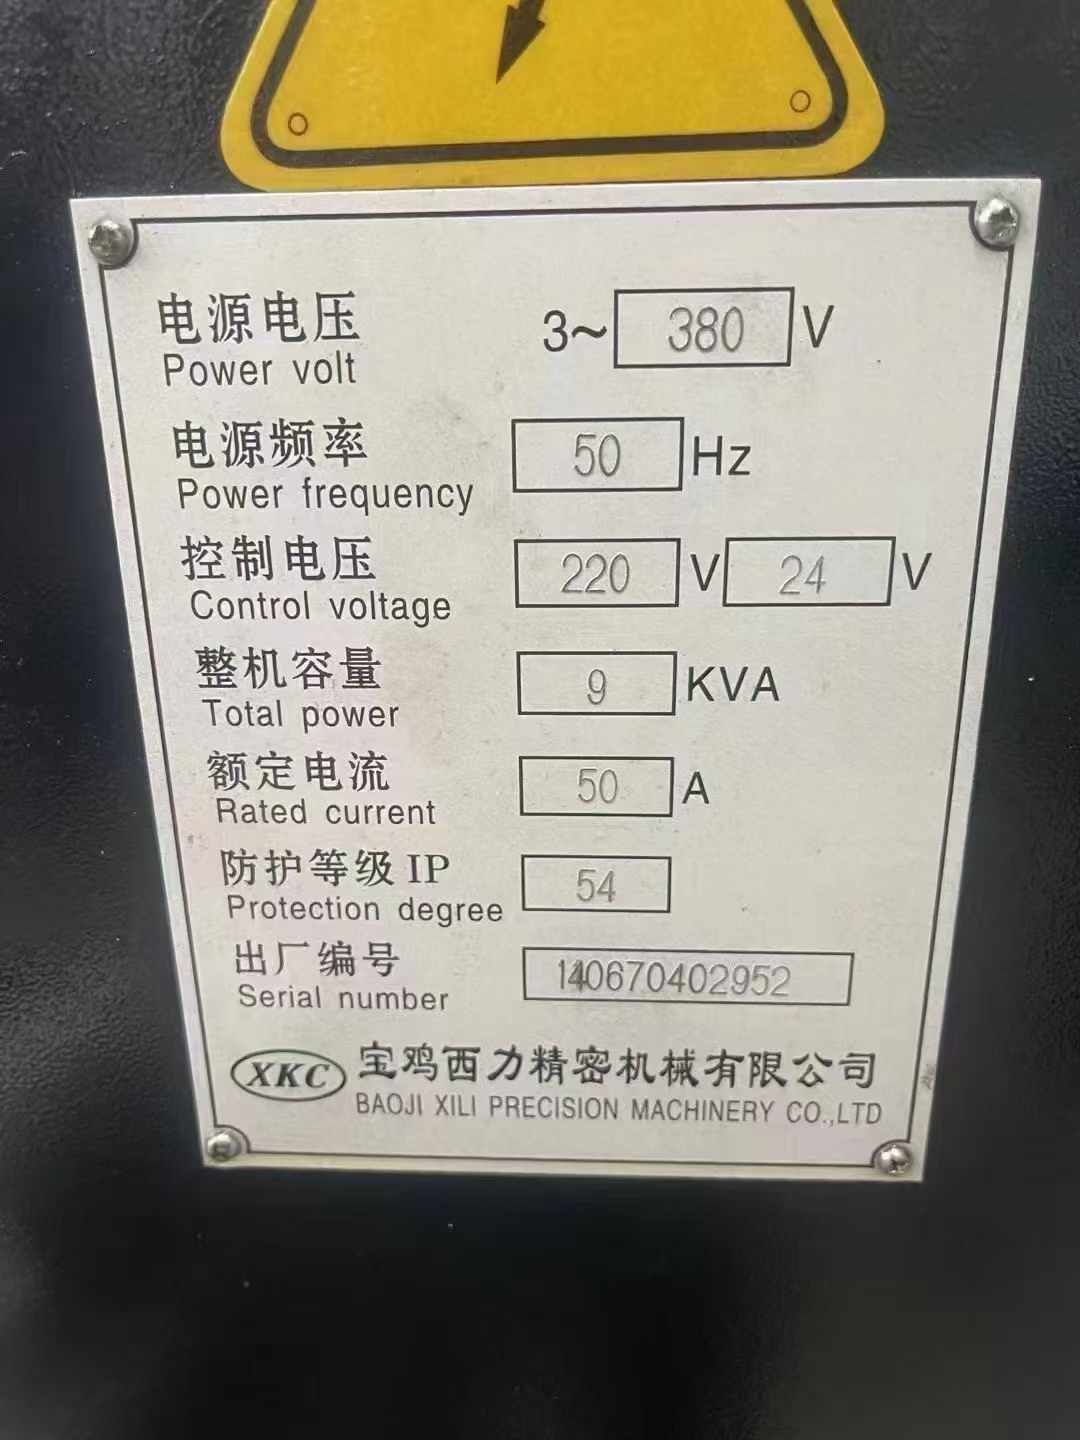 电源电压 3~ 380 V
Power volt
电源频率 50 Hz
Power frequency
控制电压 220 V 24 V
Control voltage
整机容量 9 KVA
Total power
额定电流 50 A
Rated current
防护等级 IP 54
Protection degree
出厂编号
Serial number
XKC 宝鸡西力精密机械有限公司
BAOJI XILI PRECISION MACHINERY CO.,LTD